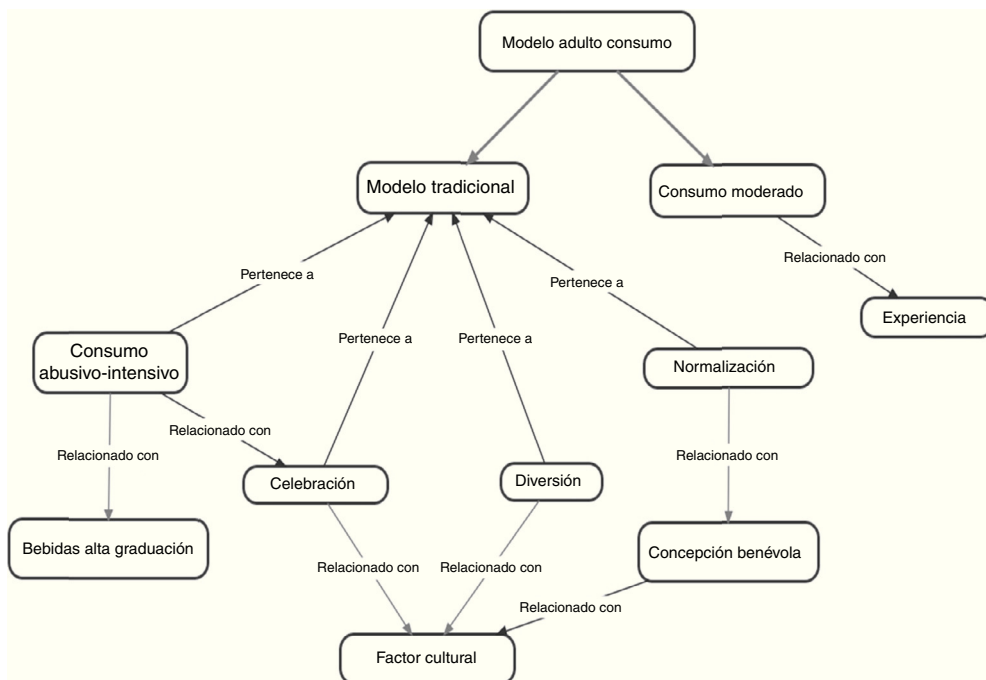 Modelo adulto consumo
Modelo tradicional
Consumo moderado
Pertenece a
Relacionado con
Pertenece a
Experiencia
Pertenece a
Pertenece a
Consumo
abusivo-intensivo
Normalización
Relacionado con
Relacionado con
Relacionado con
Celebración
Diversión
Bebidas alta graduación
Concepción benévola
Relacionado con
Relacionado con
Relacionado con
Factor cultural